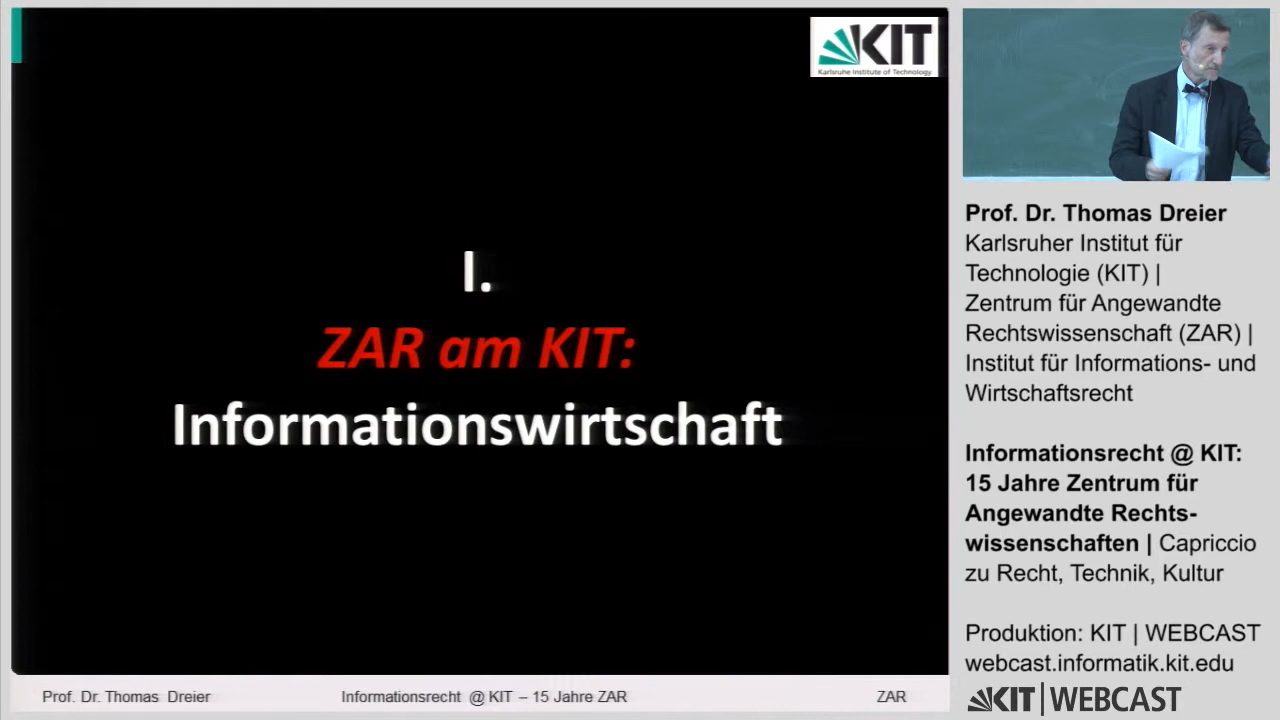 KIT
Karlsruhe Institute of Technology
I.
ZAR am KIT:
Informationswirtschaft
Prof. Dr. Thomas Dreier
Informationsrecht @ KIT – 15 Jahre ZAR
ZAR
Prof. Dr. Thomas Dreier
Karlsruher Institut für
Technologie (KIT) |
Zentrum für Angewandte
Rechtswissenschaft (ZAR) |
Institut für Informations- und
Wirtschaftsrecht
Informationsrecht @ KIT:
15 Jahre Zentrum für
Angewandte Rechts-
wissenschaften | Capriccio
zu Recht, Technik, Kultur
Produktion: KIT | WEBCAST
webcast.informatik.kit.edu
KIT | WEBCAST